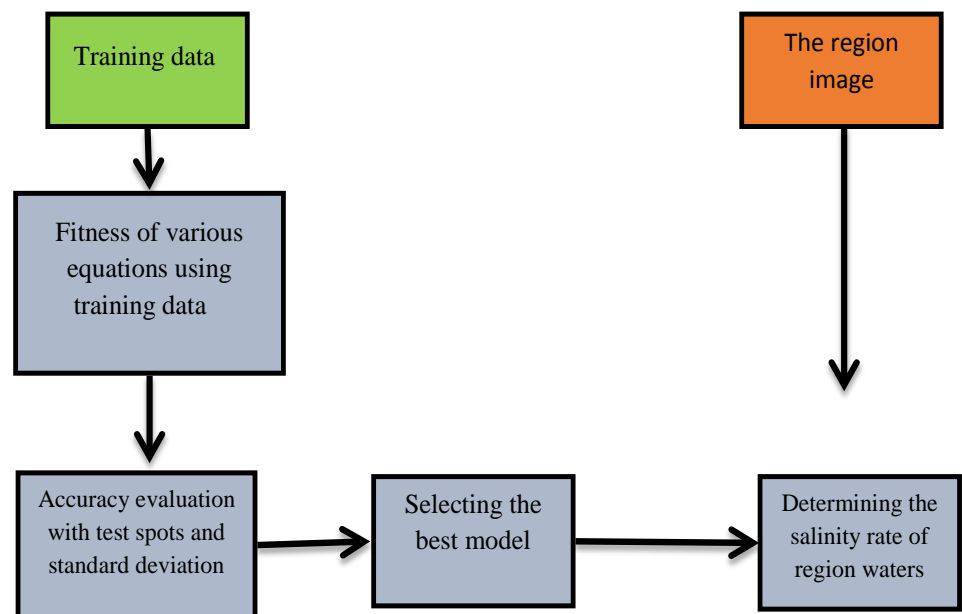 Training data
The region
image
Fitness of various
equations using
training data
Accuracy evaluation
with test spots and
standard deviation
Selecting the
best model
Determining the
salinity rate of
region waters